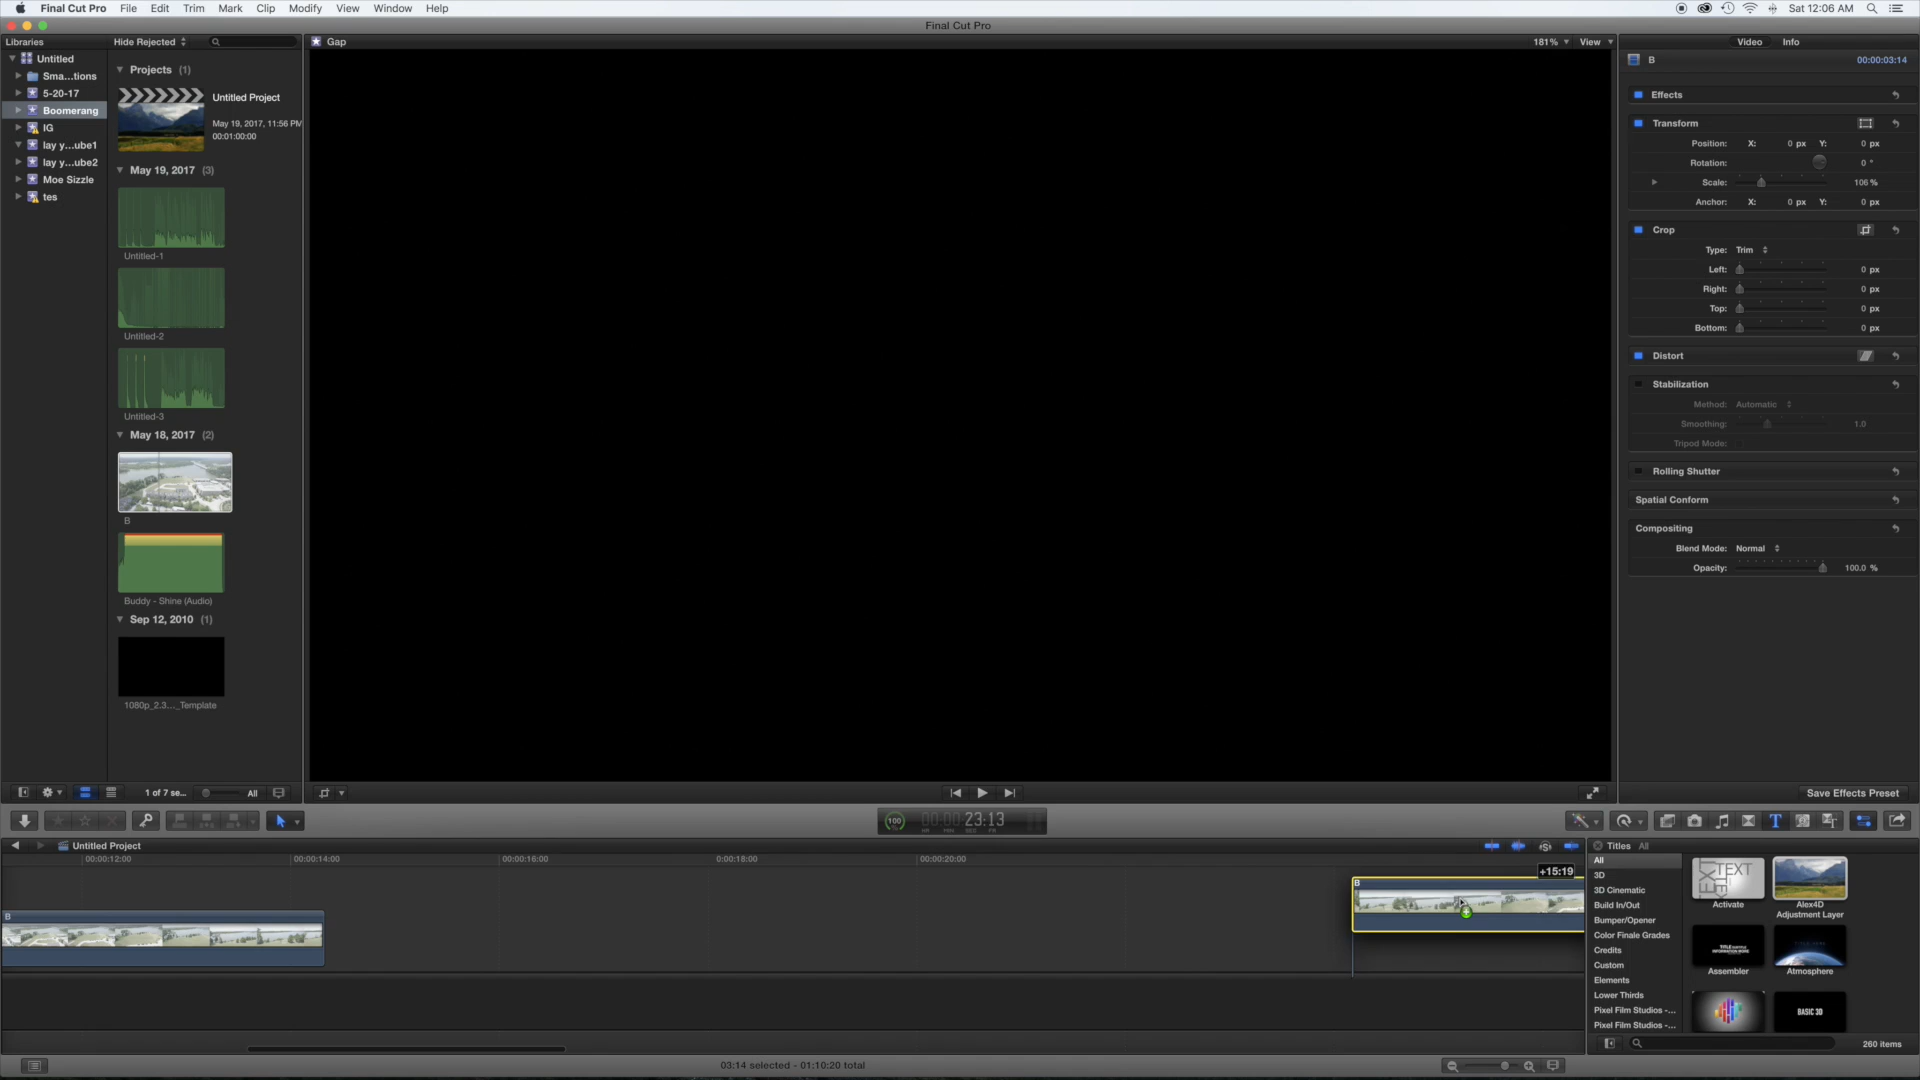 Final Cut Pro File Edit Trim Mark Clip Modify View Window Help
Sat 12:06 AM
Final Cut Pro
Libraries
Hide Rejected
Untitled
Sma...tions
5-20-17
Boomerang
IG
lay y...ube1
lay y...ube2
Moe Sizzle
tes
Projects (1)
Untitled Project
May 19, 2017, 11:56 PM
00:01:00:00
May 19, 2017 (3)
Untitled-1
Untitled-2
Untitled-3
May 18, 2017 (2)
B
Buddy - Shine (Audio)
Sep 12, 2010 (1)
1080p_2.3..._Template
1 of 7 se...
All
Gap
181%
View
Video
Info
B
00:00:03:14
Effects
Transform
Position: X: 0 px Y: 0 px
Rotation: 0 °
Scale: 106 %
Anchor: X: 0 px Y: 0 px
Crop
Type: Trim
Left: 0 px
Right: 0 px
Top: 0 px
Bottom: 0 px
Distort
Stabilization
Method: Automatic
Smoothing: 1.0
Tripod Mode:
Rolling Shutter
Spatial Conform
Compositing
Blend Mode: Normal
Opacity: 100.0 %
Save Effects Preset
100
00:00:23:13
HR MIN SEC FR
Untitled Project
00:00:12:00
00:00:14:00
00:00:16:00
0:00:18:00
00:00:20:00
+15:19
B
B
03:14 selected - 01:10:20 total
Titles All
All
3D
3D Cinematic
Build In/Out
Bumper/Opener
Color Finale Grades
Credits
Custom
Elements
Lower Thirds
Pixel Film Studios -...
Pixel Film Studios -...
TEXT
TEXT
Activate
Alex4D
Adjustment Layer
Assembler
Atmosphere
BASIC 3D
260 items